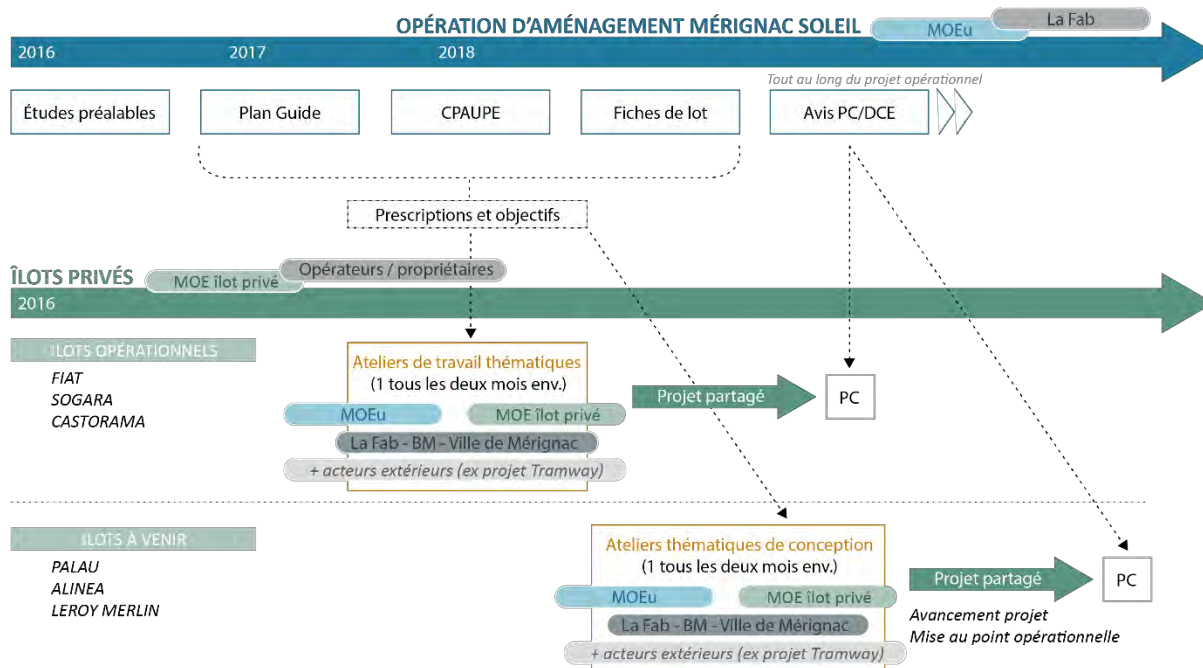 OPÉRATION D'AMÉNAGEMENT MÉRIGNAC SOLEIL
MOEu
La Fab
2016
2017
2018
Tout au long du projet opérationnel
Études préalables
Plan Guide
CPAUPE
Fiches de lot
Avis PC/DCE
Prescriptions et objectifs
ÎLOTS PRIVÉS
MOE îlot privé
Opérateurs / propriétaires
2016
ILOTS OPÉRATIONNELS
FIAT
SOGARA
CASTORAMA
Ateliers de travail thématiques
(1 tous les deux mois env.)
MOEu
MOE îlot privé
La Fab - BM - Ville de Mérignac
+ acteurs extérieurs (ex projet Tramway)
Projet partagé
PC
ILOTS À VENIR
PALAU
ALINEA
LEROY MERLIN
Ateliers thématiques de conception
(1 tous les deux mois env.)
MOEu
MOE îlot privé
La Fab - BM - Ville de Mérignac
+ acteurs extérieurs (ex projet Tramway)
Projet partagé
PC
Avancement projet
Mise au point opérationnelle